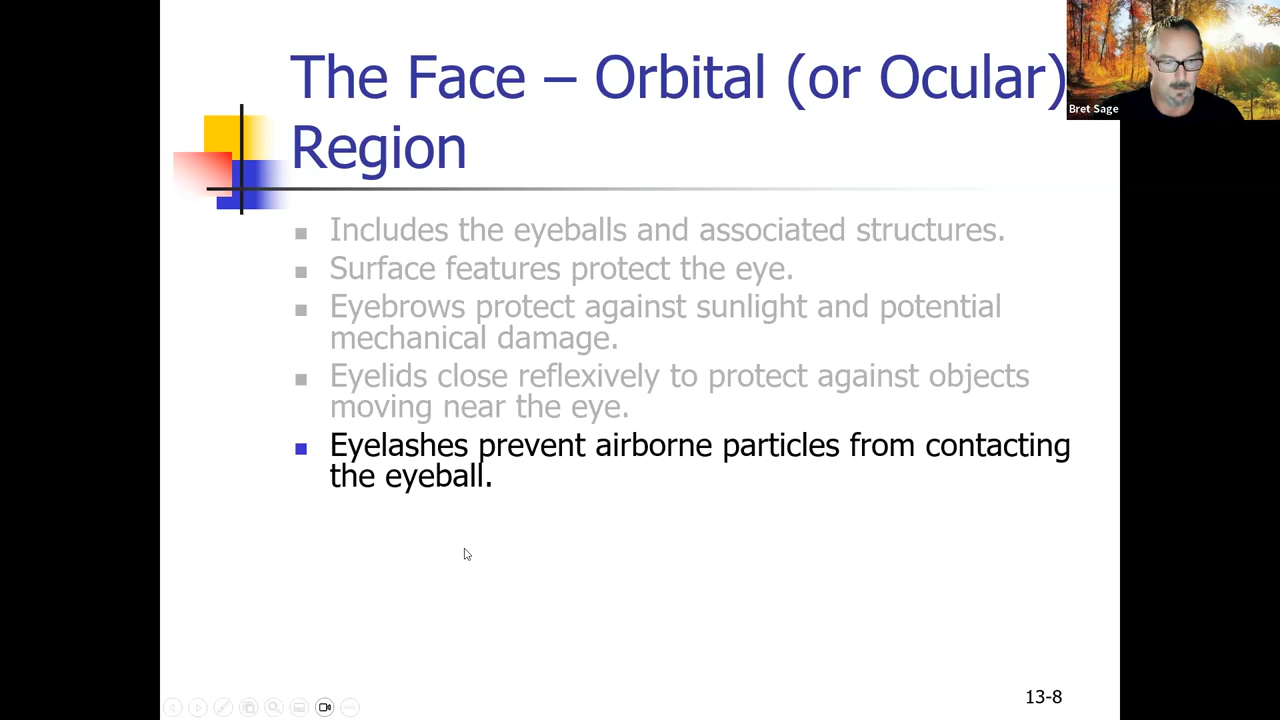 The Face – Orbital (or Ocular)
Region
Bret Sage
Includes the eyeballs and associated structures.
Surface features protect the eye.
Eyebrows protect against sunlight and potential
mechanical damage.
Eyelids close reflexively to protect against objects
moving near the eye.
Eyelashes prevent airborne particles from contacting
the eyeball.
13-8